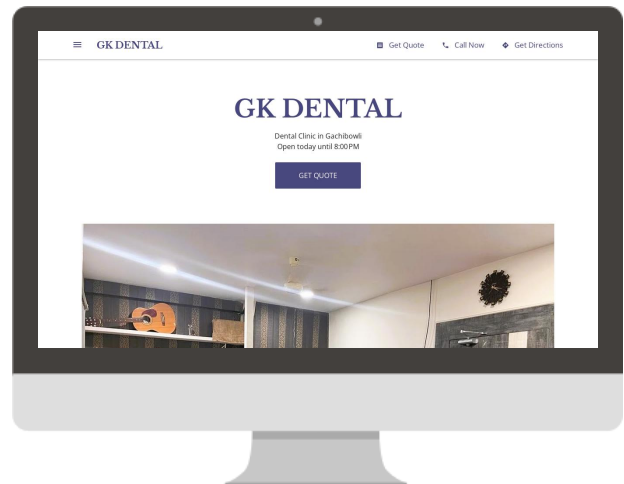 GK DENTAL
Get Quote
Call Now
Get Directions
GK DENTAL
Dental Clinic in Gachibowli
Open today until 8:00 PM
GET QUOTE